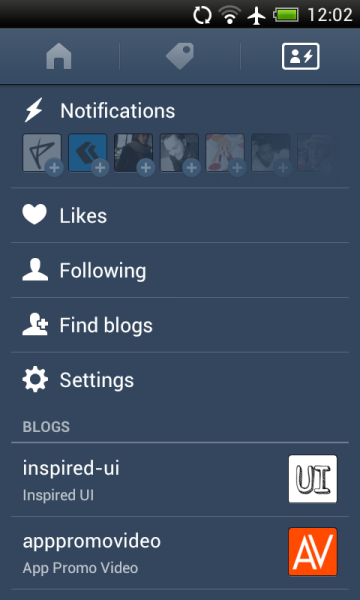 12:02
Notifications
Likes
Following
Find blogs
Settings
BLOGS
inspired-ui
Inspired UI
UI
apppromovideo
App Promo Video
AV